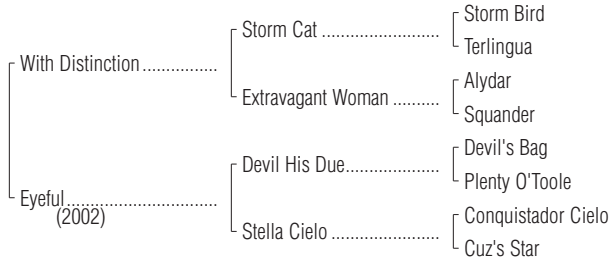 Storm Bird
Storm Cat ........................
Terlingua
With Distinction...............
Alydar
Extravagant Woman ..........
Squander
Devil's Bag
Devil His Due...................
Plenty O'Toole
Eyeful..............................
(2002)
Conquistador Cielo
Stella Cielo ......................
Cuz's Star